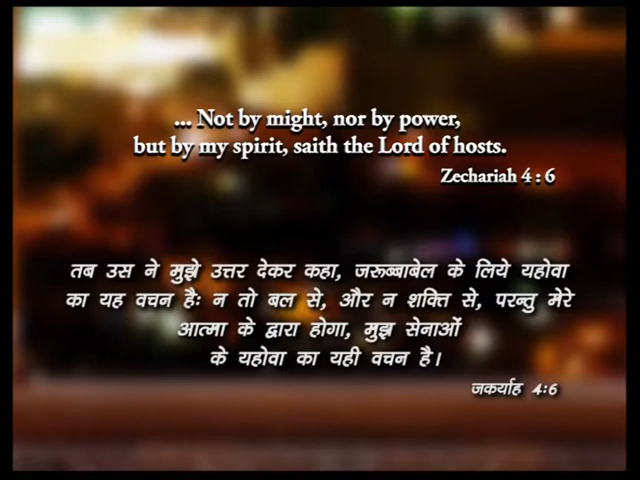 ... Not by might, nor by power,
but by my spirit, saith the Lord of hosts.
Zechariah 4 : 6
तब उस ने मुझे उत्तर देकर कहा, जरूब्बाबेल के लिये यहोवा
का यह वचन हैः न तो बल से, और न शक्ति से, परन्तु मेरे
आत्मा के द्वारा होगा, मुझ सेनाओं
के यहोवा का यही वचन है।
जकर्याह 4:6